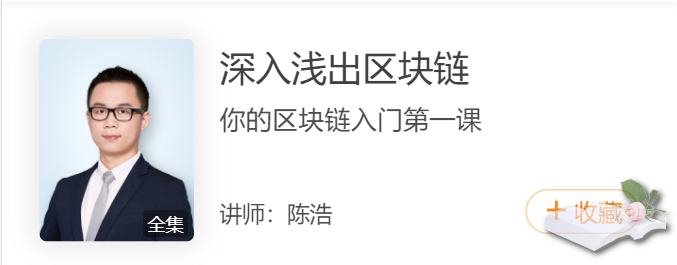 深入浅出区块链
你的区块链入门第一课
讲师：陈浩
全集
+ 收藏